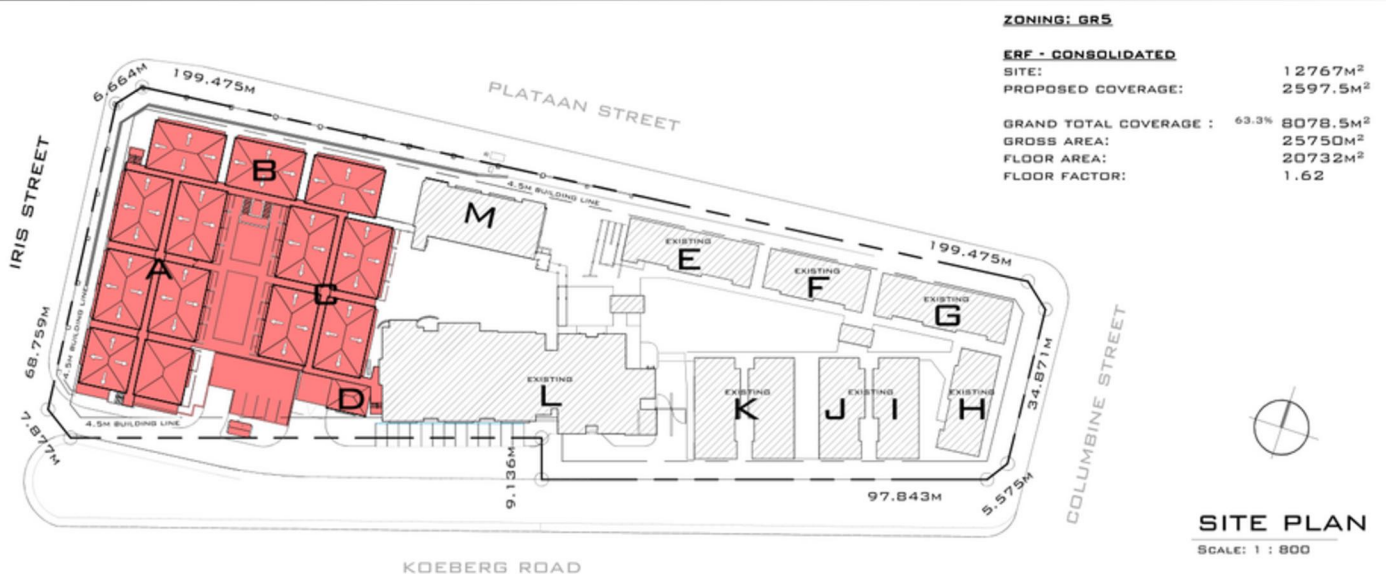 ZONING: GR5
ERF - CONSOLIDATED
SITE: 12767M²
PROPOSED COVERAGE: 2597.5M²
GRAND TOTAL COVERAGE : 63.3% 8078.5M²
GROSS AREA: 25750M²
FLOOR AREA: 20732M²
FLOOR FACTOR: 1.62
6.664M
199.475M
PLATAAN STREET
IRIS STREET
B
4.5M BUILDING LINE
M
EXISTING
E
199.475M
EXISTING
F
A
C
EXISTING
G
COLUMBINE STREET
68.759M
4.5M BUILDING LINE
34.871M
EXISTING
L
D
EXISTING
K
EXISTING
J I
EXISTING
H
7.877M
4.5M BUILDING LINE
9.136M
97.843M
5.575M
KOEBERG ROAD
SITE PLAN
SCALE: 1 : 800